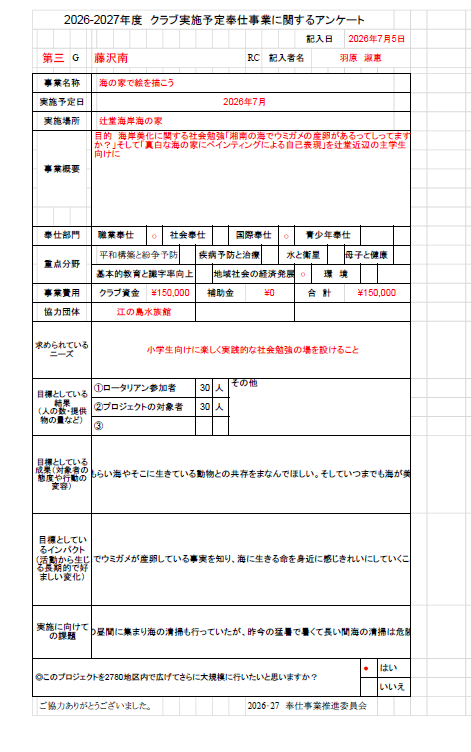 2026-2027年度 クラブ実施予定奉仕事業に関するアンケート
記入日 2026年7月5日
第三 G 藤沢南 RC 記入者名 羽原 淑恵
事業名称 海の家で絵を描こう
実施予定日 2026年7月
実施場所 辻堂海岸海の家
事業概要
目的 海岸美化に関する社会勉強「湘南の海でウミガメの産卵があるってしってますか?」そして「真白な海の家にペインティングによる自己表現」を辻堂近辺の主学生向けに
奉仕部門 職業奉仕 ○ 社会奉仕 国際奉仕 ○ 青少年奉仕
重点分野
平和構築と紛争予防 疾病予防と治療 水と衛星 母子と健康
基本的教育と識字率向上 地域社会の経済発展 ○ 環 境
事業費用 クラブ資金 ¥150,000 補助金 ¥0 合 計 ¥150,000
協力団体 江の島水族館
求められている
ニーズ
小学生向けに楽しく実践的な社会勉強の場を設けること
目標としている
結果
(人の数・提供
物の量など)
①ロータリアン参加者 30 人 その他
②プロジェクトの対象者 30 人
③
目標としている
成果(対象者の
態度や行動の
変容)
もらい海やそこに生きている動物との共存をまなんでほしい。そしていつまでも海が美
目標としてい
るインパクト
(活動から生じ
る長期的で好
ましい変化)
でウミガメが産卵している事実を知り、海に生きる命を身近に感じきれいにしていくこ
実施に向けて
の課題
の昼間に集まり海の清掃も行っていたが、昨今の猛暑で暑くて長い間海の清掃は危険
◎このプロジェクトを2780地区内で広げてさらに大規模に行いたいと思いますか?
● はい
いいえ
ご協力ありがとうございました。 2026-27 奉仕事業推進委員会